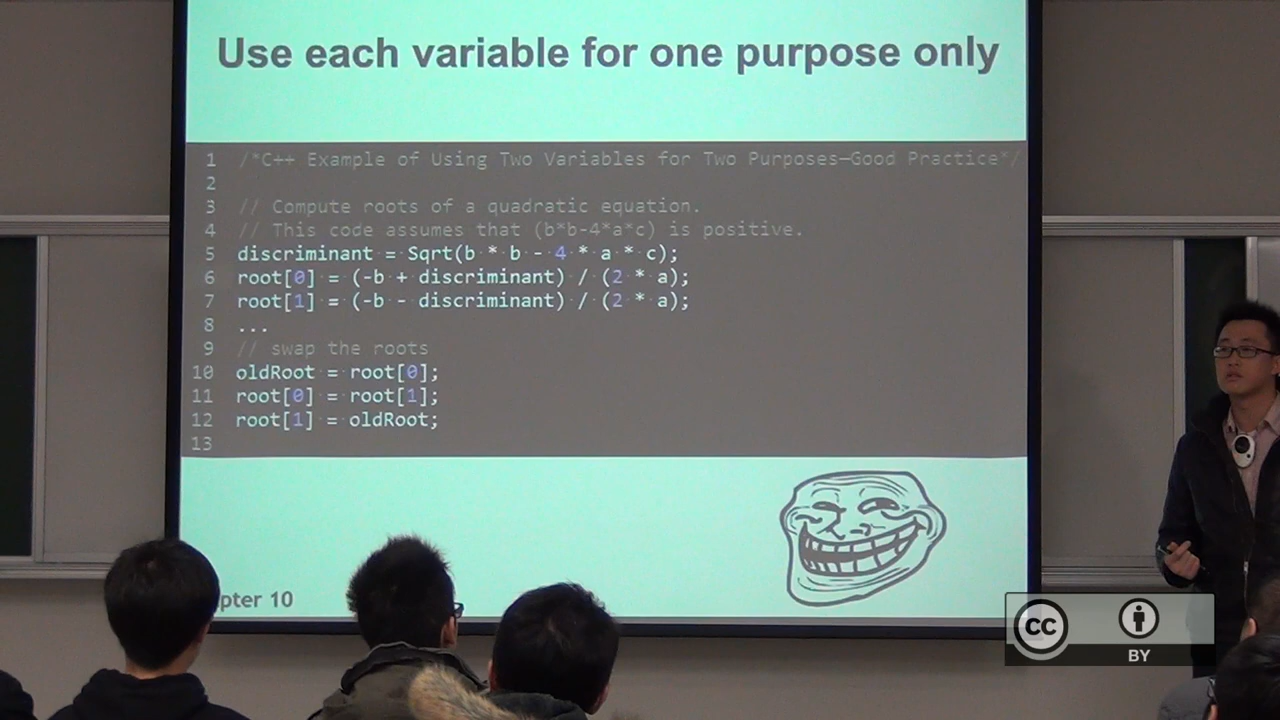 Use each variable for one purpose only
1 /*C++ Example of Using Two Variables for Two Purposes—Good Practice*/
2
3 // Compute roots of a quadratic equation.
4 // This code assumes that (b*b-4*a*c) is positive.
5 discriminant = Sqrt(b * b - 4 * a * c);
6 root[0] = (-b + discriminant) / (2 * a);
7 root[1] = (-b - discriminant) / (2 * a);
8 ...
9 // swap the roots
10 oldRoot = root[0];
11 root[0] = root[1];
12 root[1] = oldRoot;
13
pter 10
cc
BY